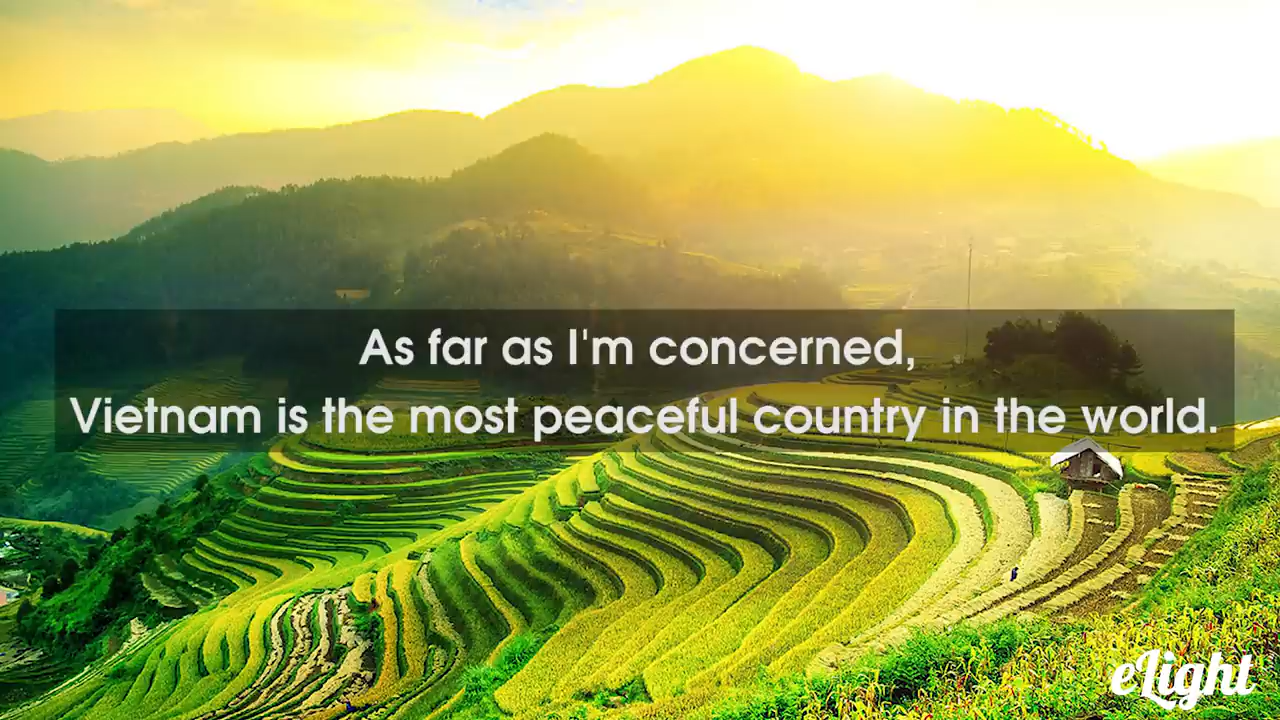 As far as I'm concerned,
Vietnam is the most peaceful country in the world.
eLight